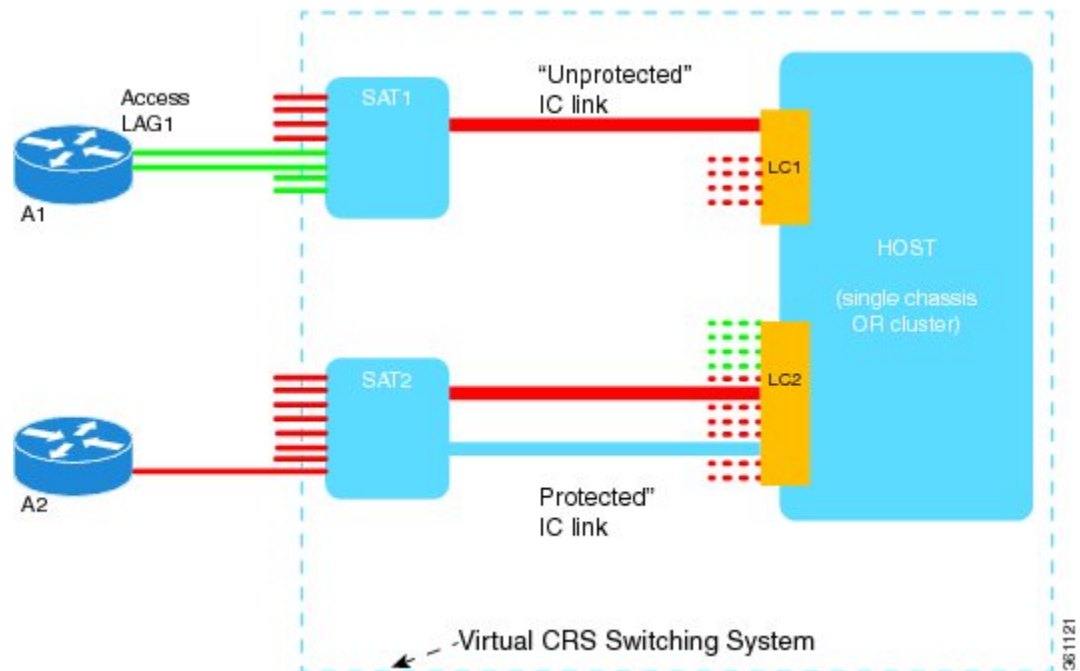 Access
LAG1
A1
SAT1
“Unprotected”
IC link
LC1
HOST
(single chassis
OR cluster)
SAT2
LC2
A2
Protected”
IC link
Virtual CRS Switching System
361121